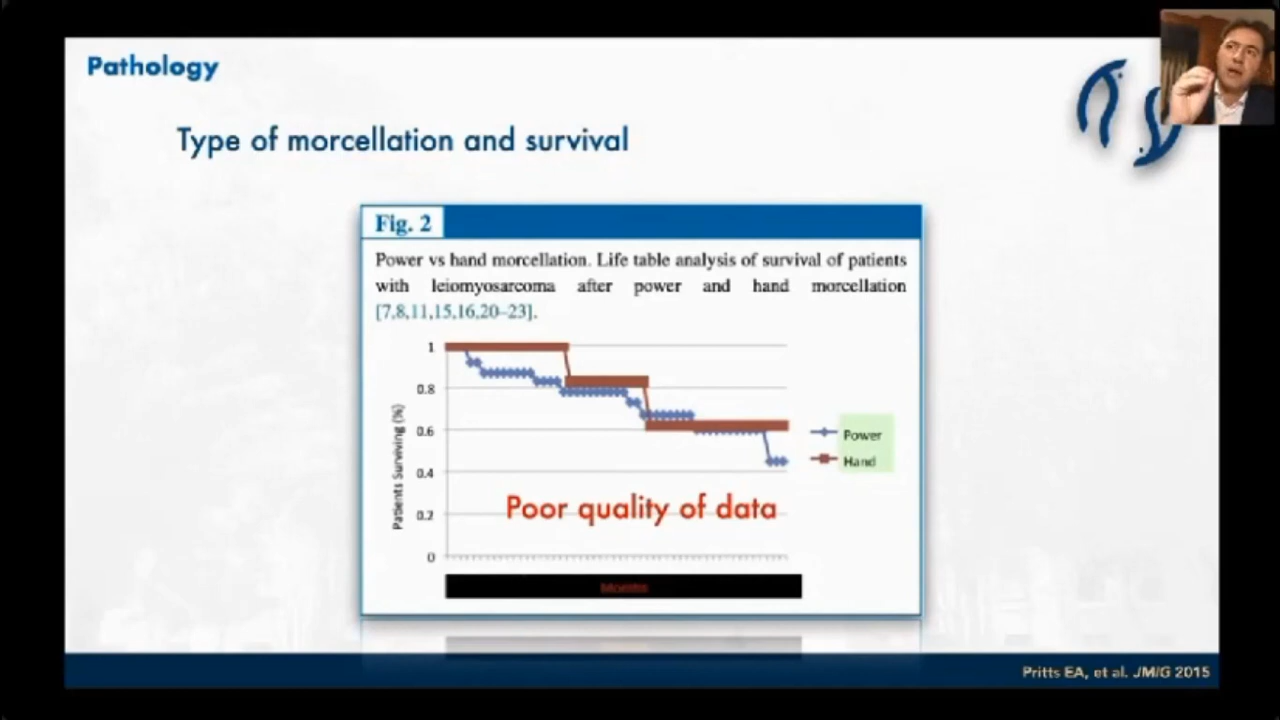 Pathology
Type of morcellation and survival
Fig. 2
Power vs hand morcellation. Life table analysis of survival of patients
with leiomyosarcoma after power and hand morcellation
[7,8,11,15,16,20–23].
1
0.8
0.6
0.4
0.2
0
Patients Surviving (%)
Power
Hand
Poor quality of data
Months
Pritts EA, et al. JMIG 2015